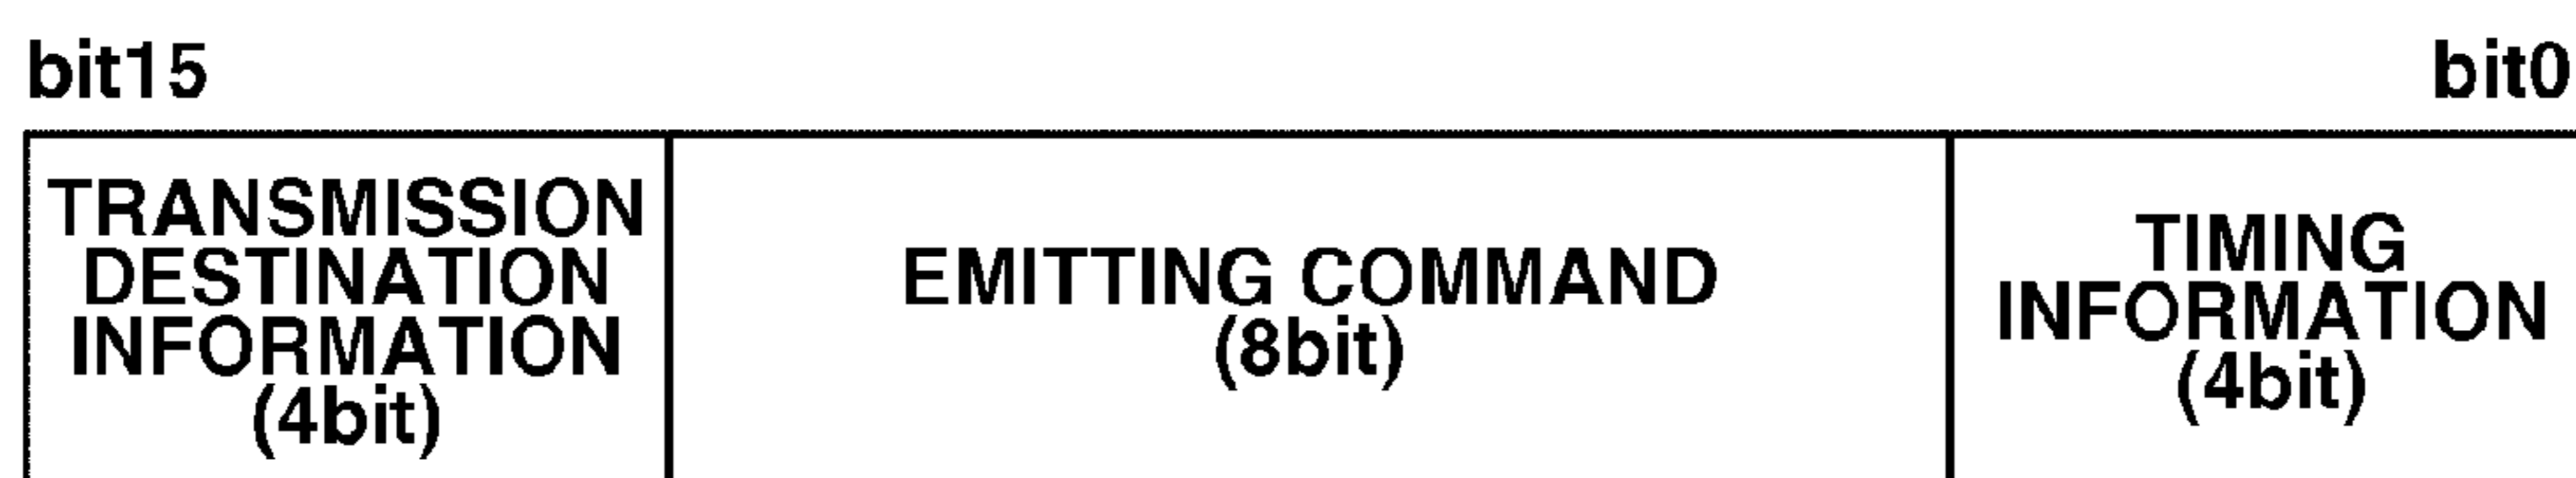 bit15 bit0
TRANSMISSION
DESTINATION
INFORMATION
(4bit)
EMITTING COMMAND
(8bit)
TIMING
INFORMATION
(4bit)